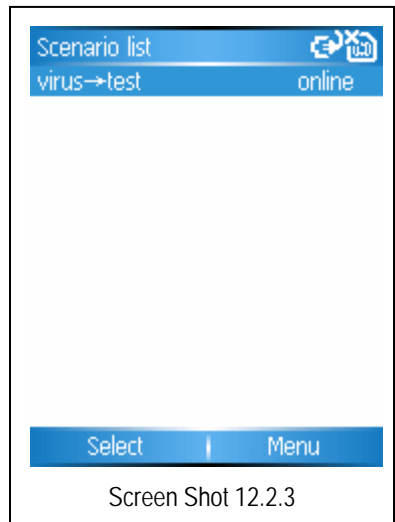 Scenario list
virus→test online
Select Menu
Screen Shot 12.2.3